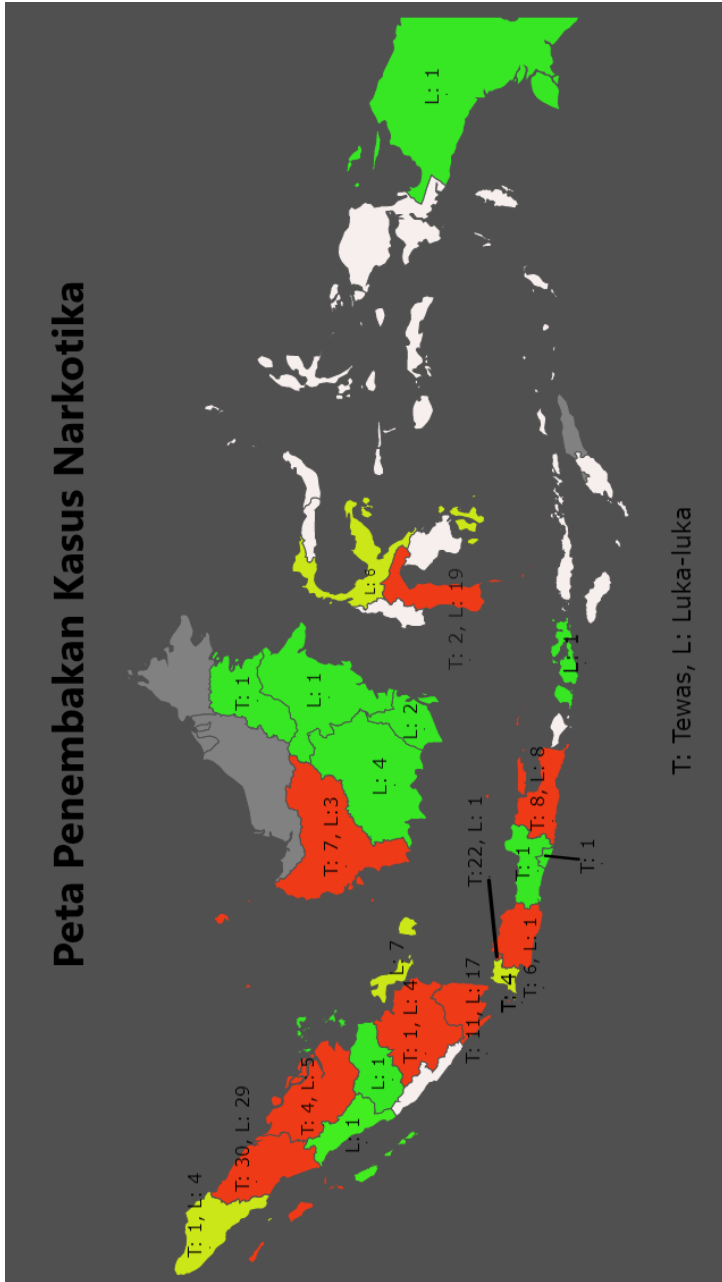 Peta Penembakan Kasus Narkotika
T: 1, L: 4
T: 30, L: 29
T: 4, L: 5
L: 1
L: 1
T: 1, L: 4
T: 11, L: 17
L: 7
T: 7, L:3
L: 4
L: 2
L: 1
T: 1
L: 6
T: 2, L: 19
L: 1
T:22, L: 1
T: 4
T: 6, L: 1
T: 1
T: 1
T: 8, L: 8
L: 1
T: Tewas, L: Luka-luka